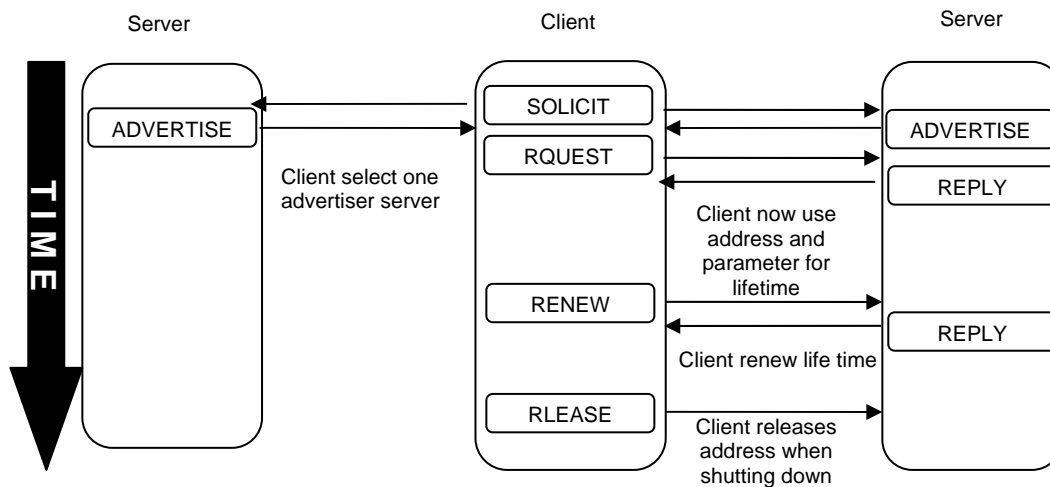 Server
Client
Server
TIME
SOLICIT
ADVERTISE
ADVERTISE
RQUEST
Client select one
advertiser server
REPLY
Client now use
address and
parameter for
lifetime
RENEW
REPLY
Client renew life time
RLEASE
Client releases
address when
shutting down